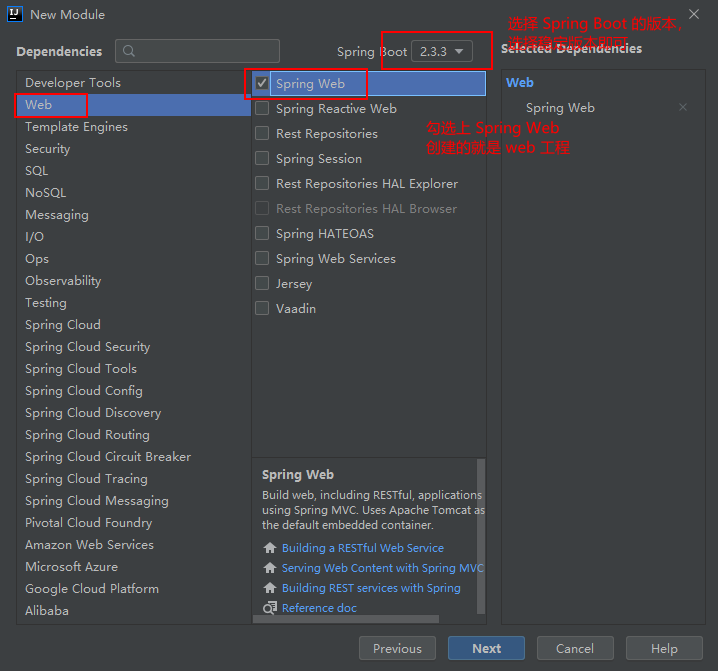 New Module
选择 Spring Boot 的版本,
选择稳定版本即可
Dependencies
Spring Boot
2.3.3
Selected Dependencies
Developer Tools
Web
Template Engines
Security
SQL
NoSQL
Messaging
I/O
Ops
Observability
Testing
Spring Cloud
Spring Cloud Security
Spring Cloud Tools
Spring Cloud Config
Spring Cloud Discovery
Spring Cloud Routing
Spring Cloud Circuit Breaker
Spring Cloud Tracing
Spring Cloud Messaging
Pivotal Cloud Foundry
Amazon Web Services
Microsoft Azure
Google Cloud Platform
Alibaba
Spring Web
Spring Reactive Web
Rest Repositories
Spring Session
Rest Repositories HAL Explorer
Rest Repositories HAL Browser
Spring HATEOAS
Spring Web Services
Jersey
Vaadin
勾选上 Spring Web
创建的就是 web 工程
Web
Spring Web
Spring Web
Build web, including RESTful, applications
using Spring MVC. Uses Apache Tomcat as
the default embedded container.
Building a RESTful Web Service
Serving Web Content with Spring MVC
Building REST services with Spring
Reference doc
Previous
Next
Cancel
Help